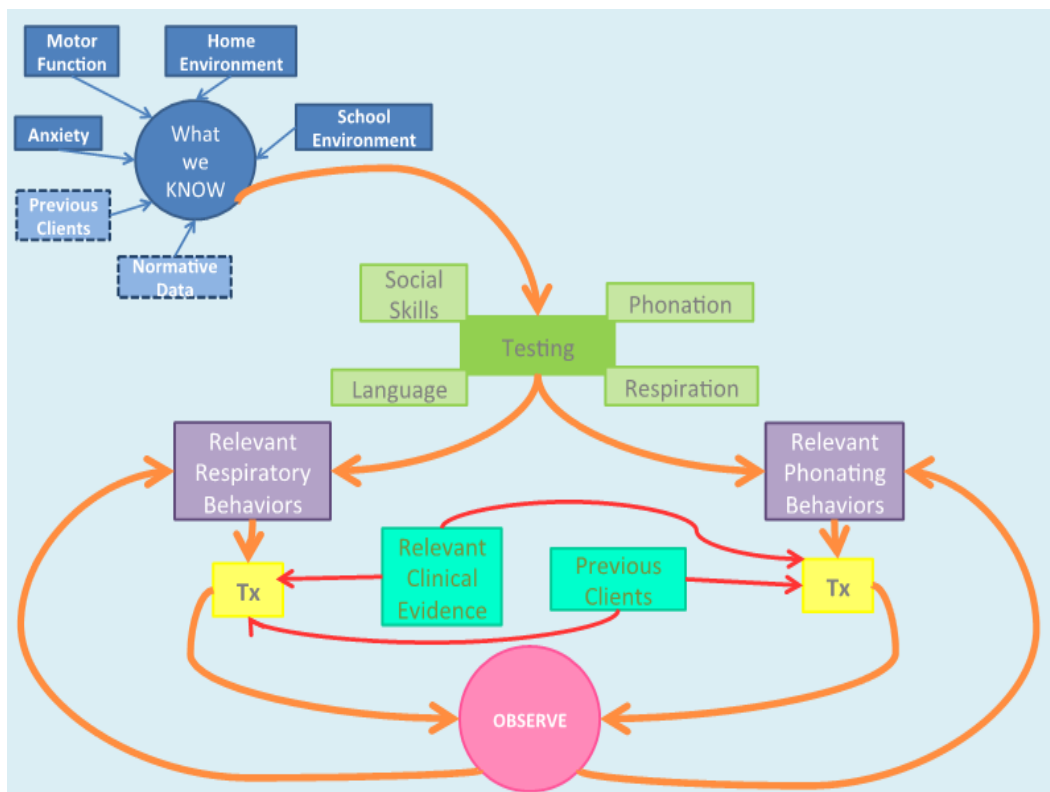 Motor
Function
Home
Environment
Anxiety
What
we
KNOW
School
Environment
Previous
Clients
Normative
Data
Social
Skills
Phonation
Testing
Language
Respiration
Relevant
Respiratory
Behaviors
Relevant
Phonating
Behaviors
Relevant
Clinical
Evidence
Previous
Clients
Tx
Tx
OBSERVE